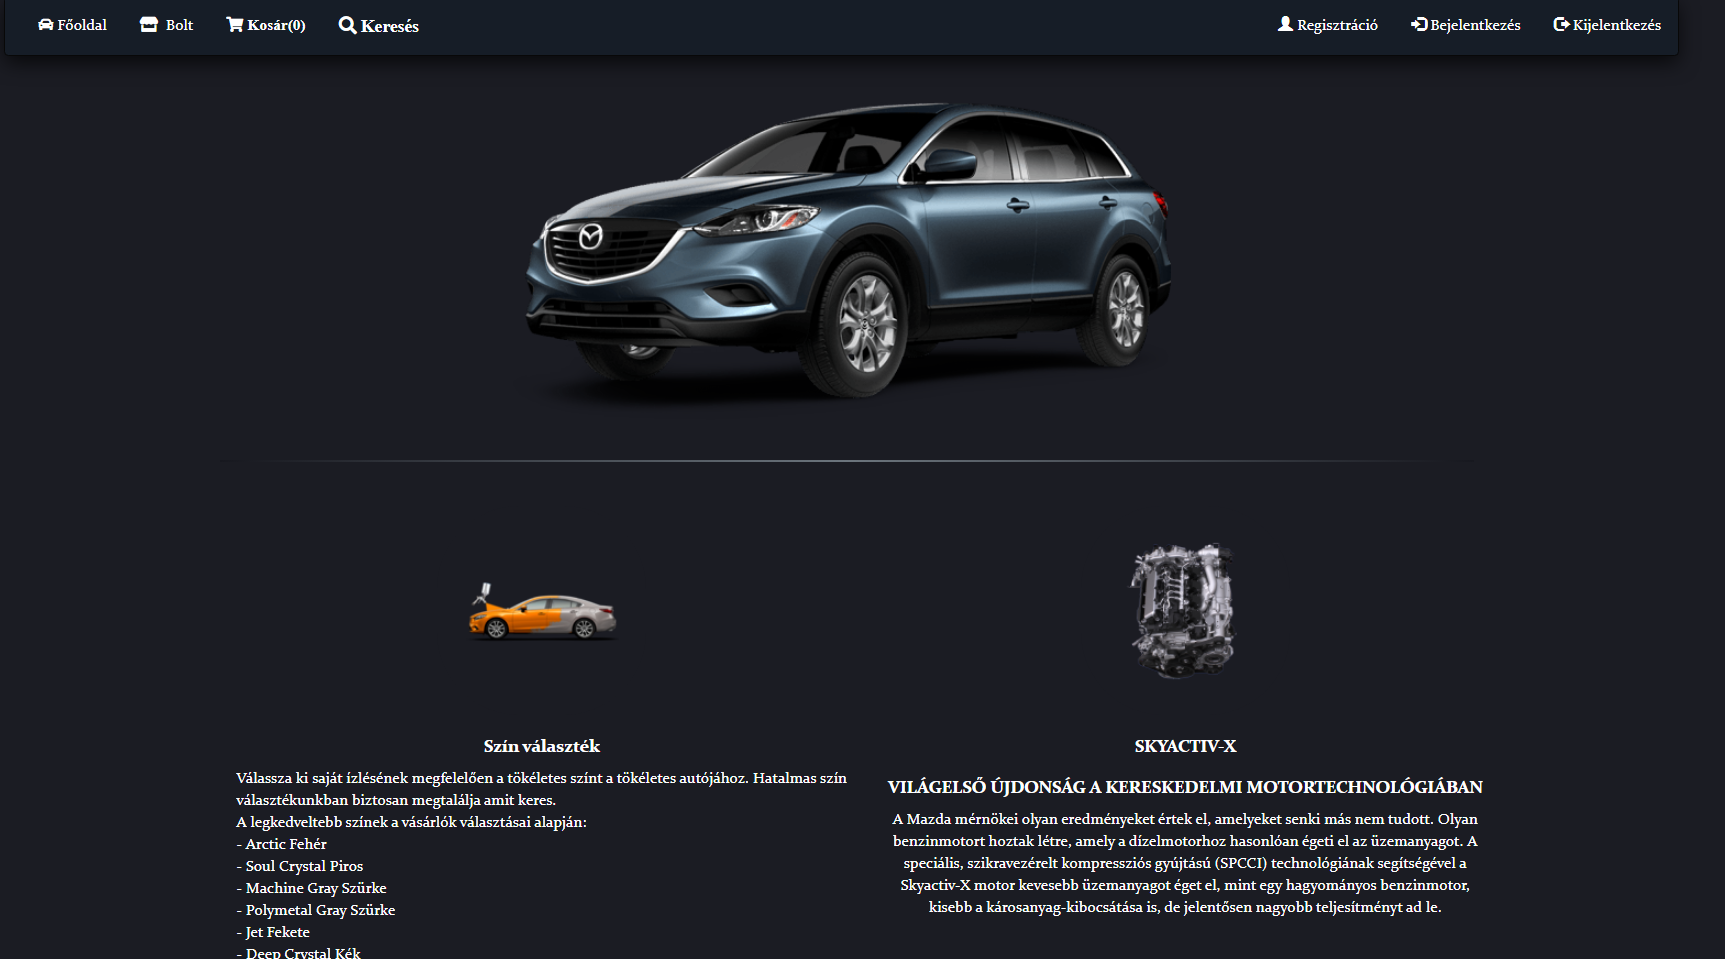 Főoldal
Bolt
Kosár(0)
Keresés
Regisztráció
Bejelentkezés
Kijelentkezés
Szín választék
Válassza ki saját ízlésének megfelelően a tökéletes színt a tökéletes autójához. Hatalmas szín
választékunkban biztosan megtalálja amit keres.
A legkedveltebb színek a vásárlók választásai alapján:
- Arctic Fehér
- Soul Crystal Piros
- Machine Gray Szürke
- Polymetal Gray Szürke
- Jet Fekete
- Deep Crystal Kék
SKYACTIV-X
VILÁGELSŐ ÚJDONSÁG A KERESKEDELMI MOTORTECHNOLÓGIÁBAN
A Mazda mérnökei olyan eredményeket értek el, amelyeket senki más nem tudott. Olyan
benzinmotort hoztak létre, amely a dízelmotorhoz hasonlóan égeti el az üzemanyagot. A
speciális, szikravezérelt kompressziós gyújtású (SPCCI) technológiának segítségével a
Skyactiv-X motor kevesebb üzemanyagot éget el, mint egy hagyományos benzinmotor,
kisebb a károsanyag-kibocsátása is, de jelentősen nagyobb teljesítményt ad le.